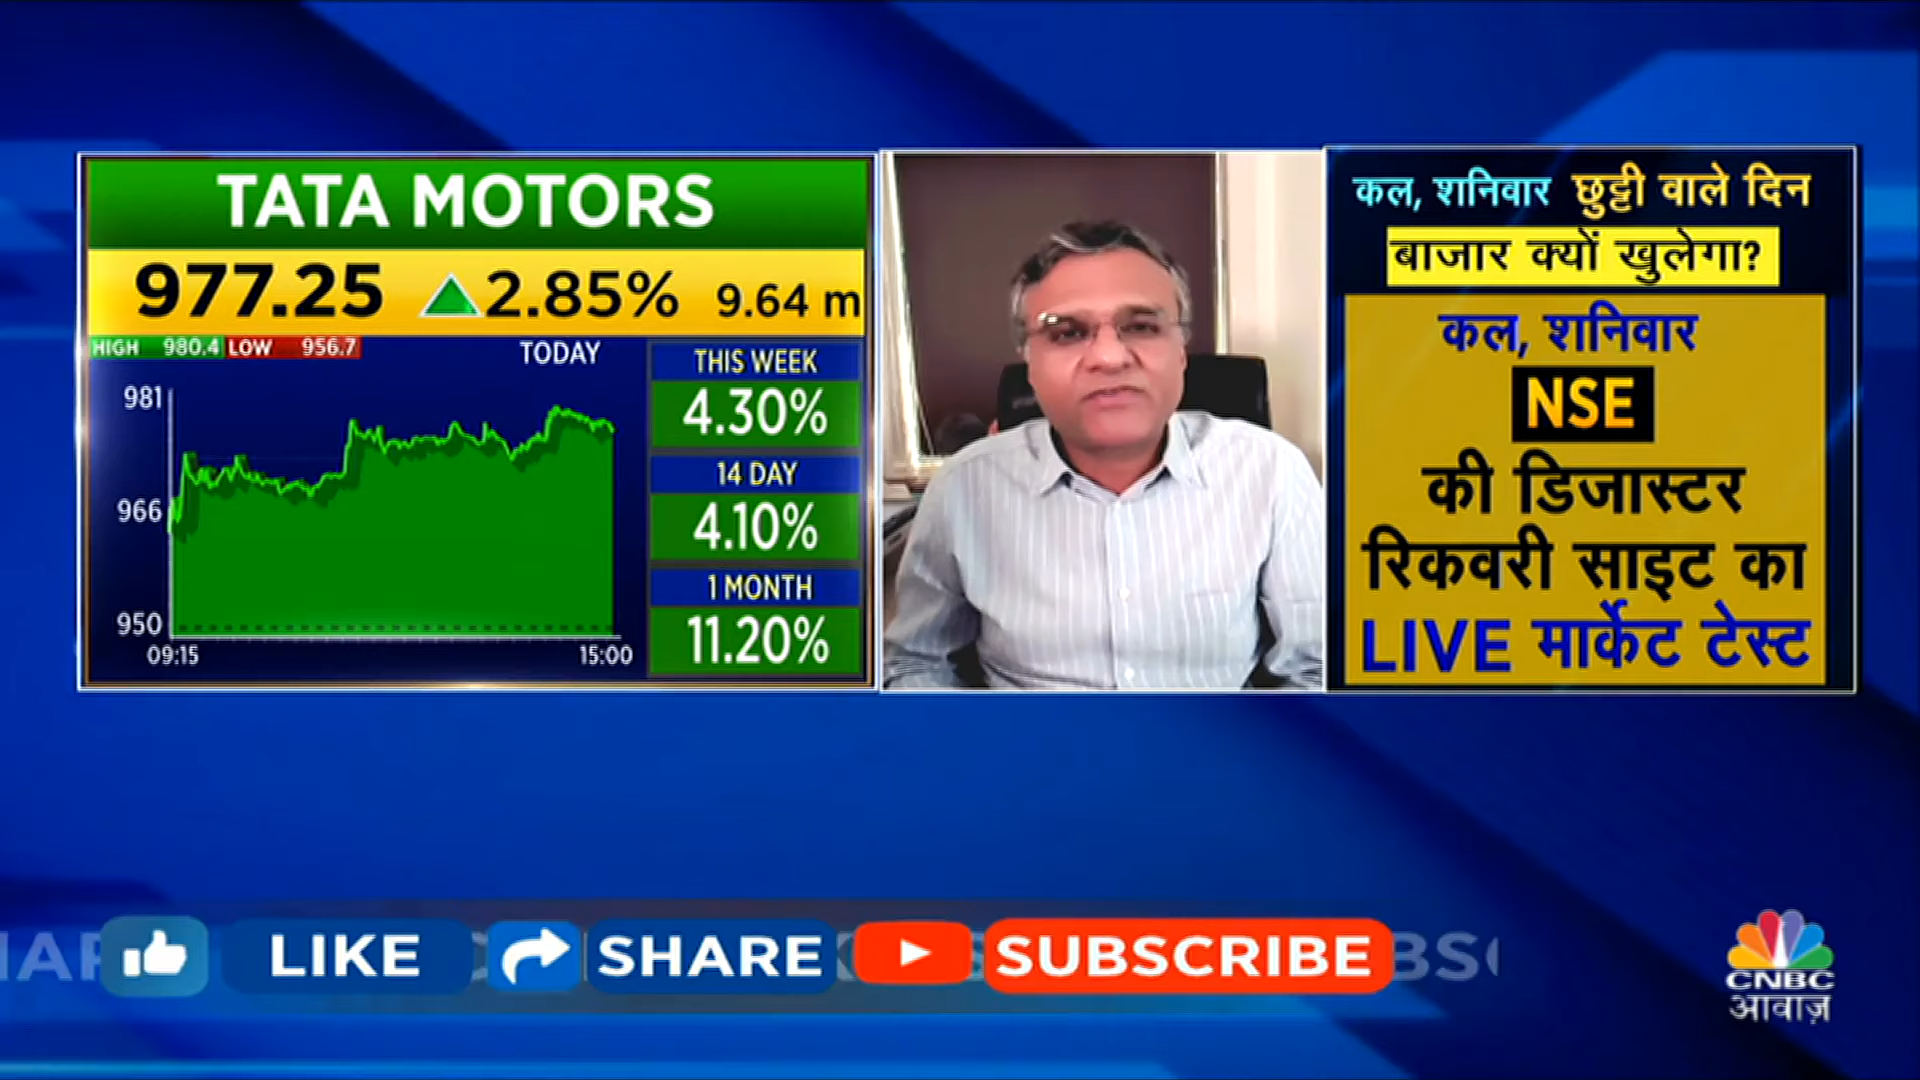 TATA MOTORS
977.25 2.85% 9.64 m
HIGH 980.4 LOW 956.7
TODAY
981
966
950
09:15 15:00
THIS WEEK
4.30%
14 DAY
4.10%
1 MONTH
11.20%
कल, शनिवार छुट्टी वाले दिन
बाजार क्यों खुलेगा?
कल, शनिवार
NSE
की डिजास्टर
रिकवरी साइट का
LIVE मार्केट टेस्ट
LIKE SHARE SUBSCRIBE
CNBC
आवाज़